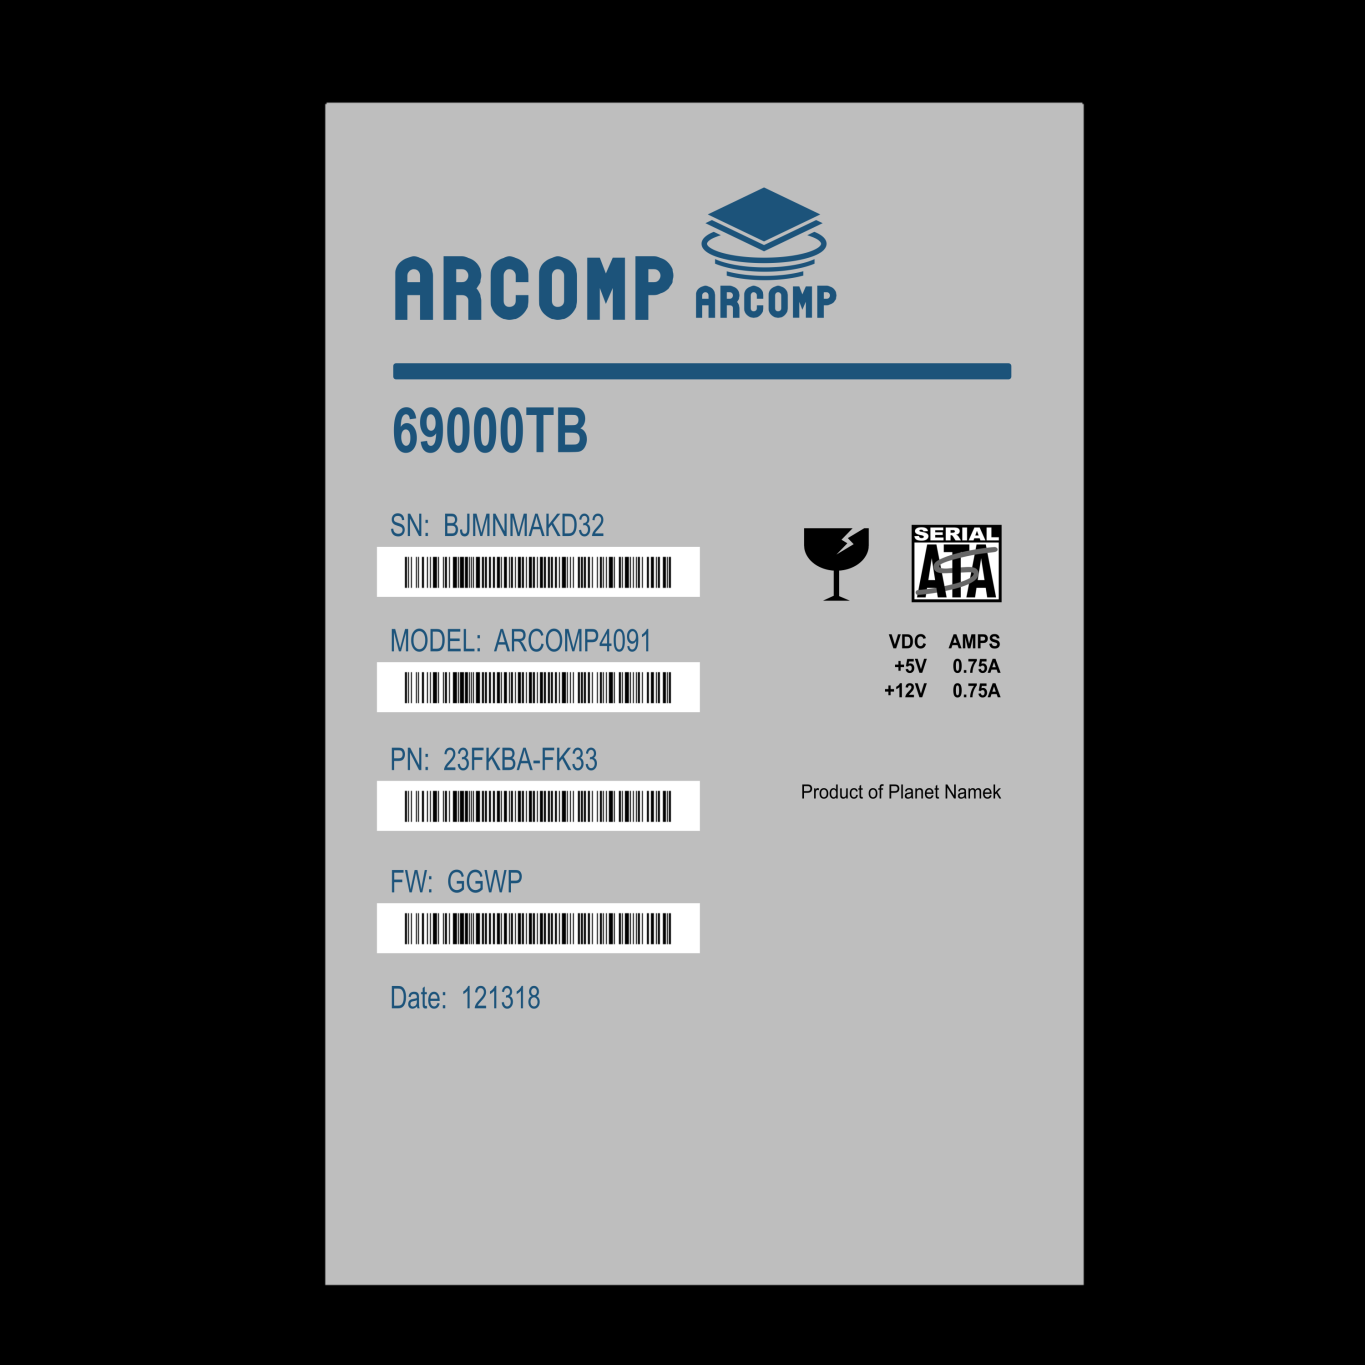 ARCOMP
ARCOMP
69000TB
SN: BJMNMAKD32
SERIAL
ATA
MODEL: ARCOMP4091
VDC AMPS
+5V 0.75A
+12V 0.75A
PN: 23FKBA-FK33
Product of Planet Namek
FW: GGWP
Date: 121318